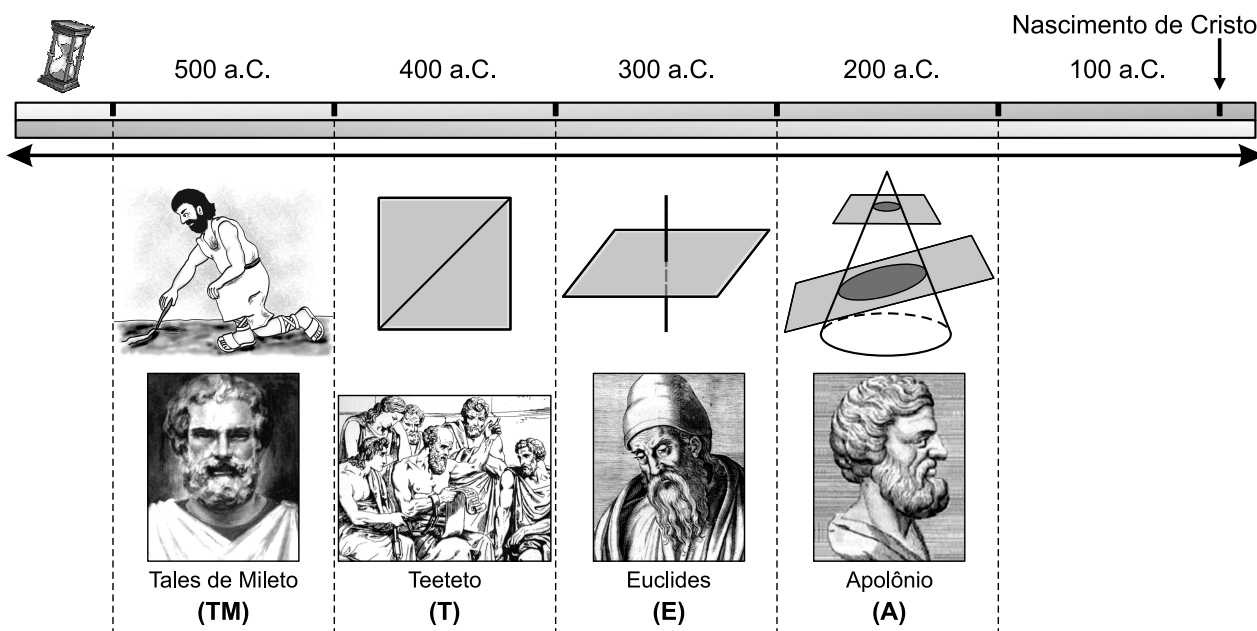 Nascimento de Cristo
500 a.C.
400 a.C.
300 a.C.
200 a.C.
100 a.C.
Tales de Mileto
(TM)
Teeteto
(T)
Euclides
(E)
Apolônio
(A)